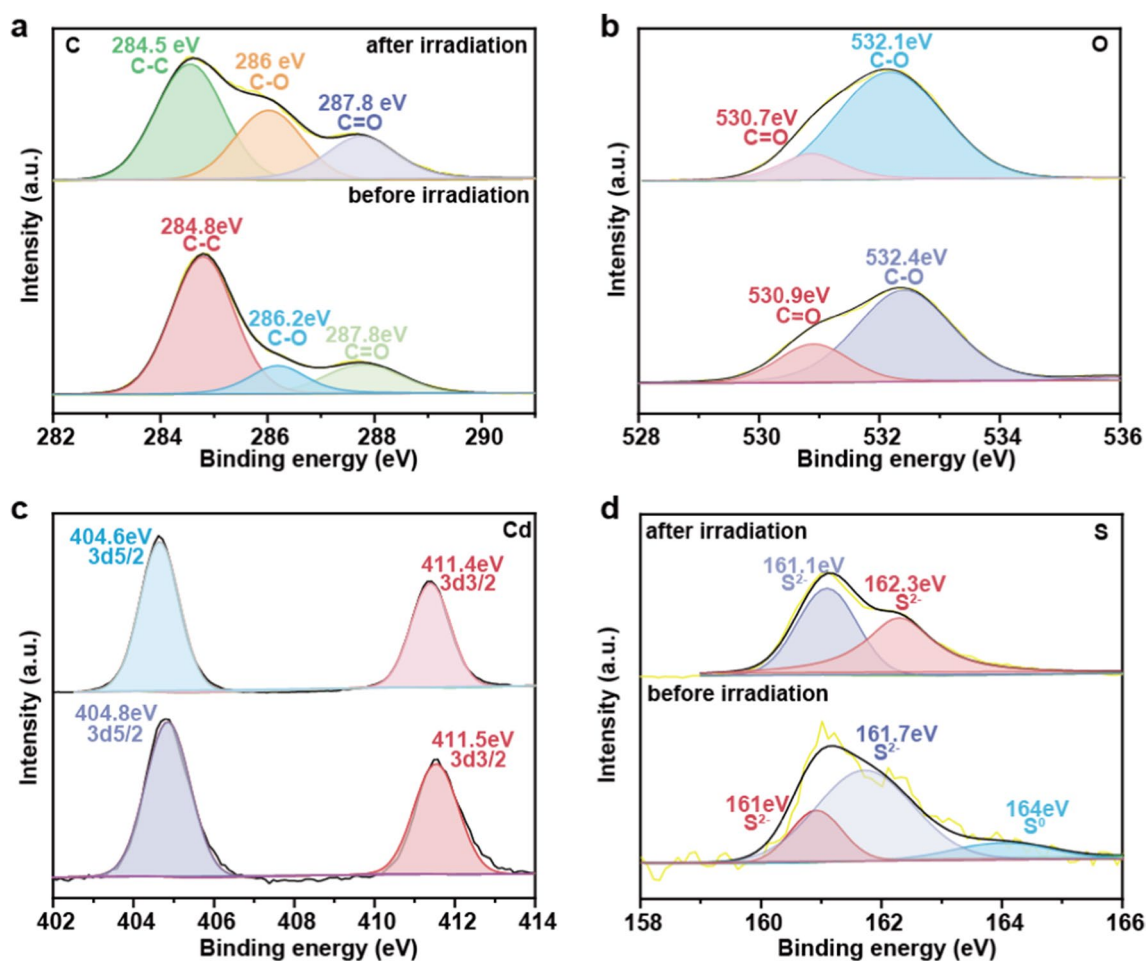 a
C
284.5 eV
C-C
after irradiation
286 eV
C-O
287.8 eV
C=O
before irradiation
284.8eV
C-C
286.2eV
C-O
287.8eV
C=O
Intensity (a.u.)
282 284 286 288 290
Binding energy (eV)
b
O
532.1eV
C-O
530.7eV
C=O
532.4eV
C-O
530.9eV
C=O
Intensity (a.u.)
528 530 532 534 536
Binding energy (eV)
c
Cd
404.6eV
3d5/2
411.4eV
3d3/2
404.8eV
3d5/2
411.5eV
3d3/2
Intensity (a.u.)
402 404 406 408 410 412 414
Binding energy (eV)
d
S
after irradiation
161.1eV
S²⁻
162.3eV
S²⁻
before irradiation
161.7eV
S²⁻
161eV
S²⁻
164eV
S⁰
Intensity (a.u.)
158 160 162 164 166
Binding energy (eV)